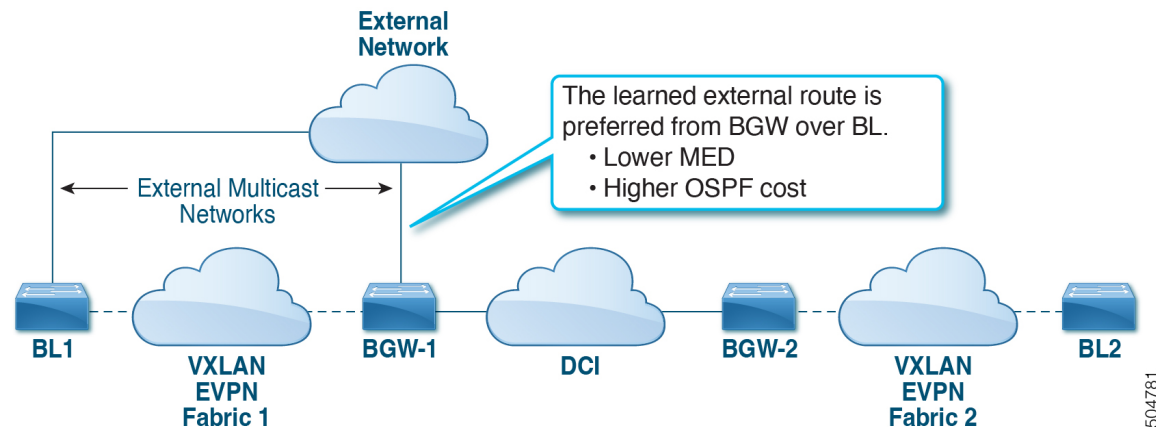 External
Network
The learned external route is
preferred from BGW over BL.
• Lower MED
• Higher OSPF cost
External Multicast
Networks
BL1
VXLAN
EVPN
Fabric 1
BGW-1
DCI
BGW-2
VXLAN
EVPN
Fabric 2
BL2
504781